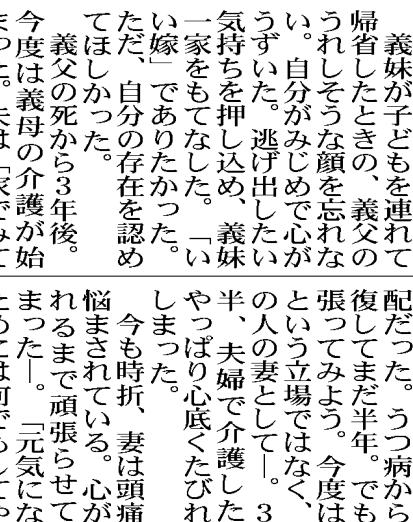 義妹が子どもを連れて
帰省したときの、義父の
うれしそうな顔を忘れな
い。自分がみじめで心が
うずいた。逃げ出したい
気持ちを押し込め、義妹
一家をもてなした。「い
い嫁」でありたかった。
ただ、自分の存在を認め
てほしかった。
義父の死から3年後。
今度は義母の介護が始
まった。夫は「家でみて
配だった。うつ病から
復してまだ半年。でも
張ってみよう。今度は
という立場ではなく、
の人の妻として―。3
半、夫婦で介護した
やっぱり心底くたびれ
しまった。
今も時折、妻は頭痛
悩まされている。心が
れるまで頑張らせて
まった―。「元気にな